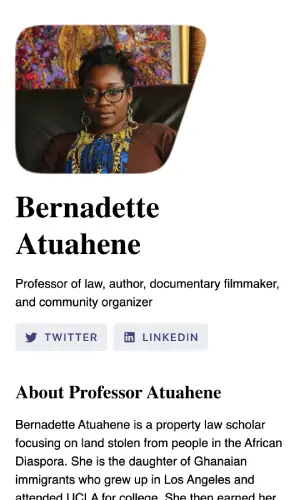 Bernadette
Atuahene
Professor of law, author, documentary filmmaker,
and community organizer
TWITTER
LINKEDIN
About Professor Atuahene
Bernadette Atuahene is a property law scholar
focusing on land stolen from people in the African
Diaspora. She is the daughter of Ghanaian
immigrants who grew up in Los Angeles and
attended UCLA for college. She then earned her